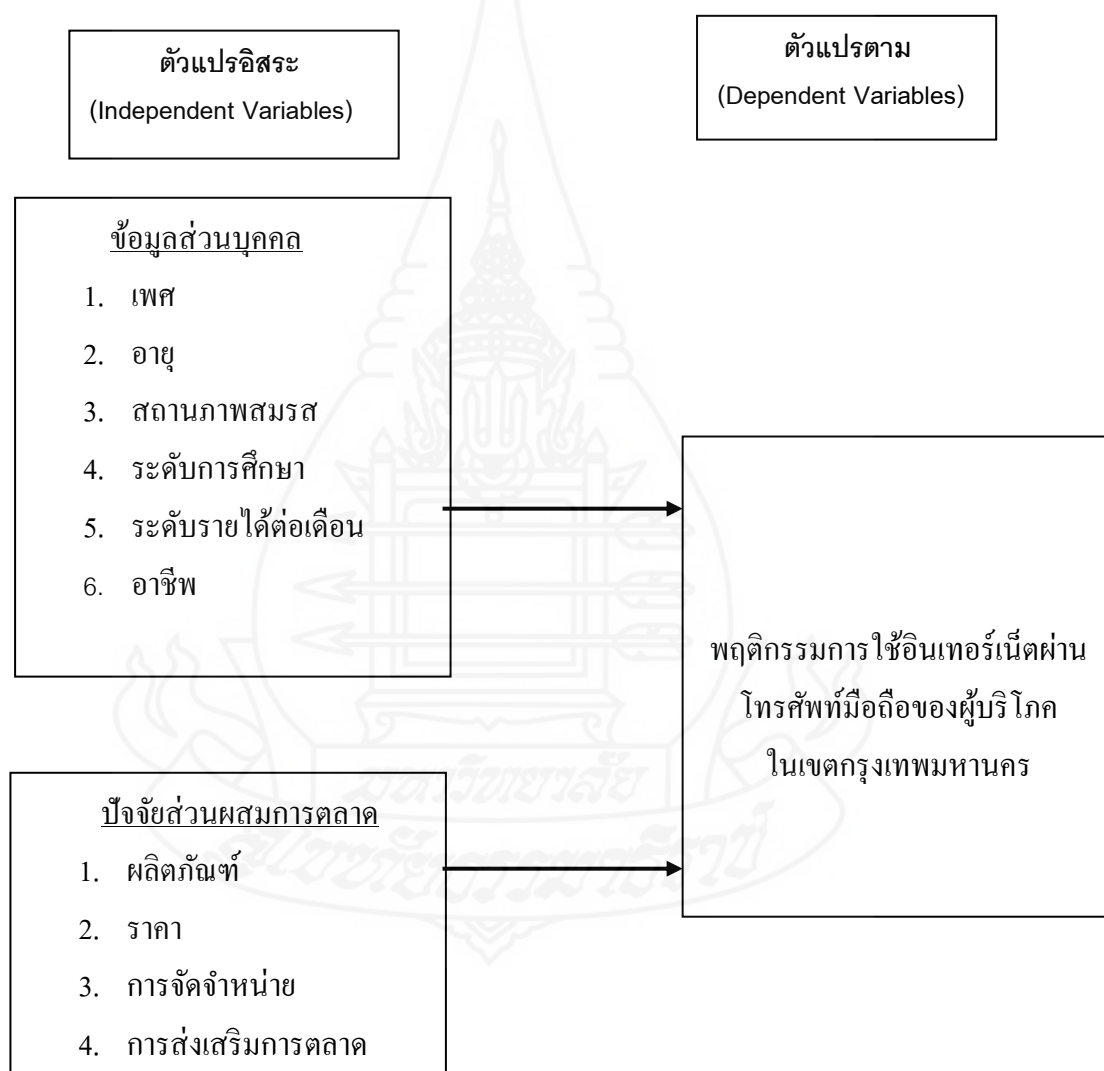 ตัวแปรอิสระ
(Independent Variables)
ตัวแปรตาม
(Dependent Variables)
ข้อมูลส่วนบุคคล
1. เพศ
2. อายุ
3. สถานภาพสมรส
4. ระดับการศึกษา
5. ระดับรายได้ต่อเดือน
6. อาชีพ
พฤติกรรมการใช้อินเทอร์เน็ตผ่าน
โทรศัพท์มือถือของผู้บริโภค
ในเขตกรุงเทพมหานคร
ปัจจัยส่วนผสมการตลาด
1. ผลิตภัณฑ์
2. ราคา
3. การจัดจำหน่าย
4. การส่งเสริมการตลาด